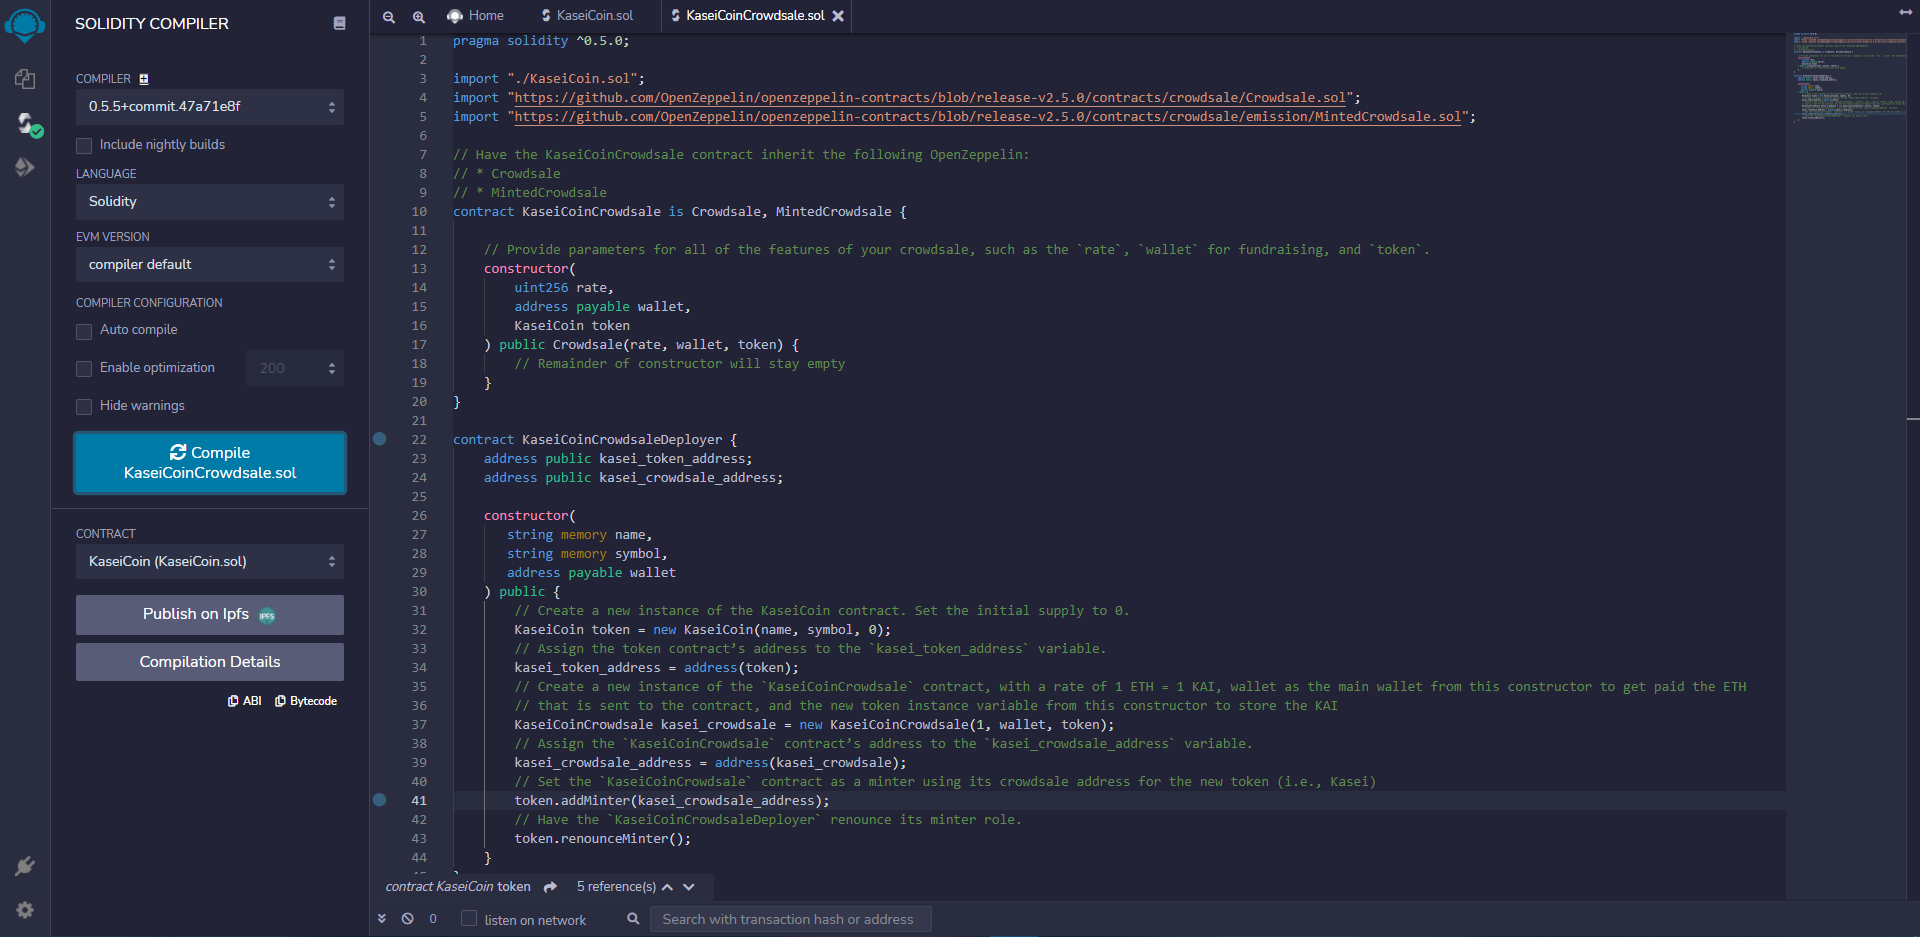 SOLIDITY COMPILER
COMPILER
0.5.5+commit.47a71e8f
Include nightly builds
LANGUAGE
Solidity
EVM VERSION
compiler default
COMPILER CONFIGURATION
Auto compile
Enable optimization
200
Hide warnings
Compile
KaseiCoinCrowdsale.sol
CONTRACT
KaseiCoin (KaseiCoin.sol)
Publish on Ipfs IPFS
Compilation Details
ABI Bytecode
Home KaseiCoin.sol KaseiCoinCrowdsale.sol
1 pragma solidity ^0.5.0;
2
3 import "./KaseiCoin.sol";
4 import "https://github.com/OpenZeppelin/openzeppelin-contracts/blob/release-v2.5.0/contracts/crowdsale/Crowdsale.sol";
5 import "https://github.com/OpenZeppelin/openzeppelin-contracts/blob/release-v2.5.0/contracts/crowdsale/emission/MintedCrowdsale.sol";
6
7 // Have the KaseiCoinCrowdsale contract inherit the following OpenZeppelin:
8 // * Crowdsale
9 // * MintedCrowdsale
10 contract KaseiCoinCrowdsale is Crowdsale, MintedCrowdsale {
11
12 // Provide parameters for all of the features of your crowdsale, such as the `rate`, `wallet` for fundraising, and `token`.
13 constructor(
14 uint256 rate,
15 address payable wallet,
16 KaseiCoin token
17 ) public Crowdsale(rate, wallet, token) {
18 // Remainder of constructor will stay empty
19 }
20 }
21
22 contract KaseiCoinCrowdsaleDeployer {
23 address public kasei_token_address;
24 address public kasei_crowdsale_address;
25
26 constructor(
27 string memory name,
28 string memory symbol,
29 address payable wallet
30 ) public {
31 // Create a new instance of the KaseiCoin contract. Set the initial supply to 0.
32 KaseiCoin token = new KaseiCoin(name, symbol, 0);
33 // Assign the token contract’s address to the `kasei_token_address` variable.
34 kasei_token_address = address(token);
35 // Create a new instance of the `KaseiCoinCrowdsale` contract, with a rate of 1 ETH = 1 KAI, wallet as the main wallet from this constructor to get paid the ETH
36 // that is sent to the contract, and the new token instance variable from this constructor to store the KAI
37 KaseiCoinCrowdsale kasei_crowdsale = new KaseiCoinCrowdsale(1, wallet, token);
38 // Assign the `KaseiCoinCrowdsale` contract’s address to the `kasei_crowdsale_address` variable.
39 kasei_crowdsale_address = address(kasei_crowdsale);
40 // Set the `KaseiCoinCrowdsale` contract as a minter using its crowdsale address for the new token (i.e., Kasei)
41 token.addMinter(kasei_crowdsale_address);
42 // Have the `KaseiCoinCrowdsaleDeployer` renounce its minter role.
43 token.renounceMinter();
44 }
contract KaseiCoin token 5 reference(s)
0 listen on network Search with transaction hash or address